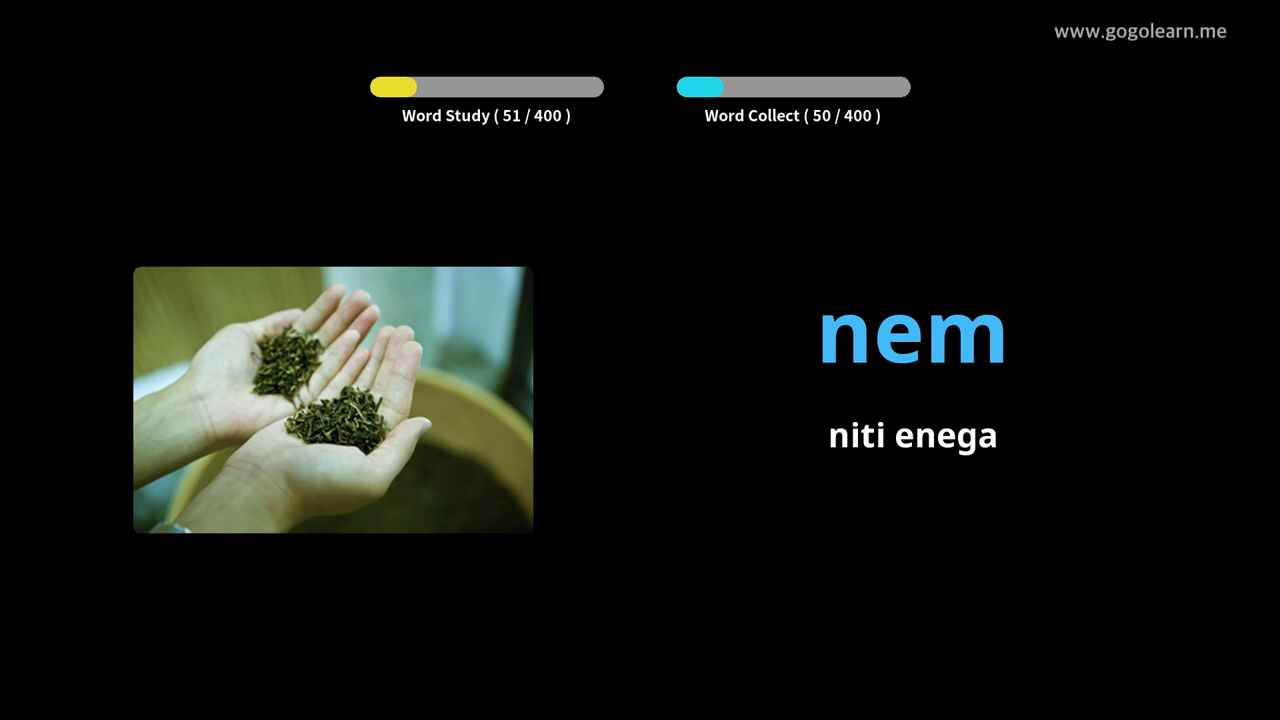 www.gogolearn.me
Word Study ( 51 / 400 )
Word Collect ( 50 / 400 )
nem
niti enega